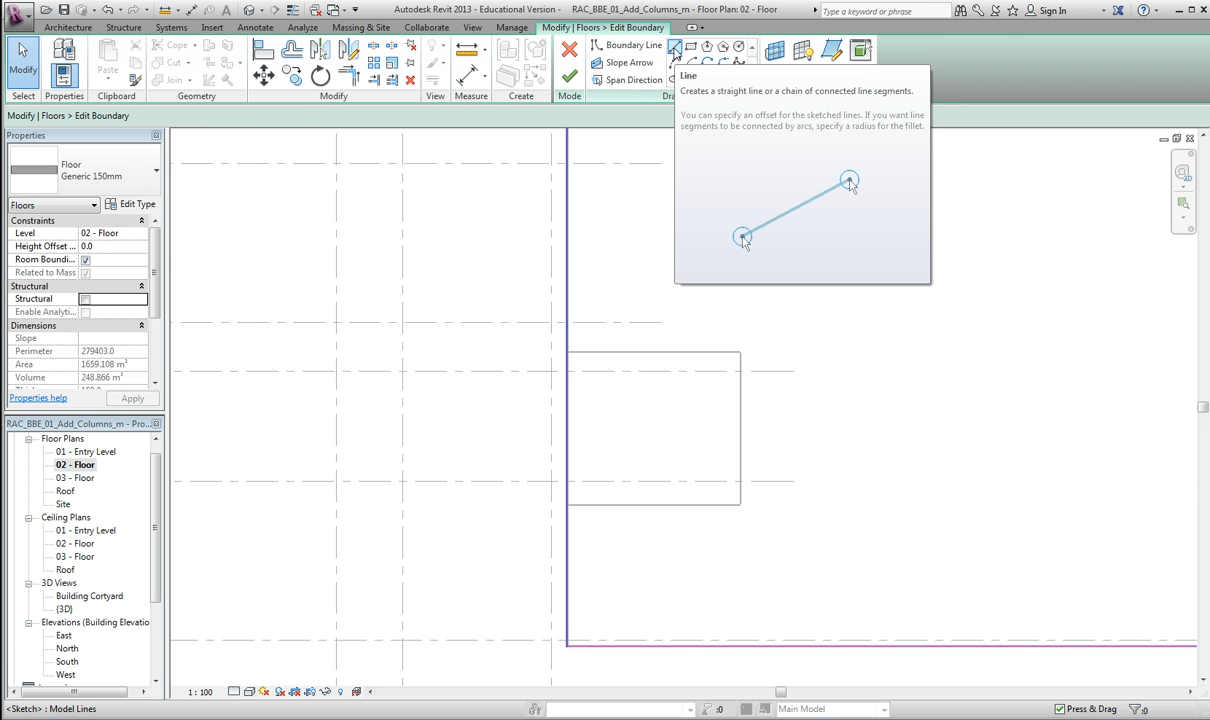 Autodesk Revit 2013 - Educational Version - RAC_BBE_01_Add_Columns_m - Floor Plan: 02 - Floor
Type a keyword or phrase
Sign In
Architecture Structure Systems Insert Annotate Analyze Massing & Site Collaborate View Manage Modify | Floors > Edit Boundary
Modify
Paste
Cope
Cut
Join
Boundary Line
Slope Arrow
Span Direction
Select Properties Clipboard Geometry Modify View Measure Create Mode
Modify | Floors > Edit Boundary
Line
Creates a straight line or a chain of connected line segments.
You can specify an offset for the sketched lines. If you want line
segments to be connected by arcs, specify a radius for the fillet.
Properties
Floor
Generic 150mm
Floors
Edit Type
Constraints
Level 02 - Floor
Height Offset ... 0.0
Room Boundi...
Related to Mass
Structural
Structural
Enable Analyti...
Dimensions
Slope
Perimeter 279403.0
Area 1659.108 m²
Volume 248.866 m³
Properties help
Apply
RAC_BBE_01_Add_Columns_m - Pro...
Floor Plans
01 - Entry Level
02 - Floor
03 - Floor
Roof
Site
Ceiling Plans
01 - Entry Level
02 - Floor
03 - Floor
Roof
3D Views
Building Cortyard
{3D}
Elevations (Building Elevatio
East
North
South
West
2D
1 : 100
<Sketch> : Model Lines
:0
Main Model
Press & Drag
:0